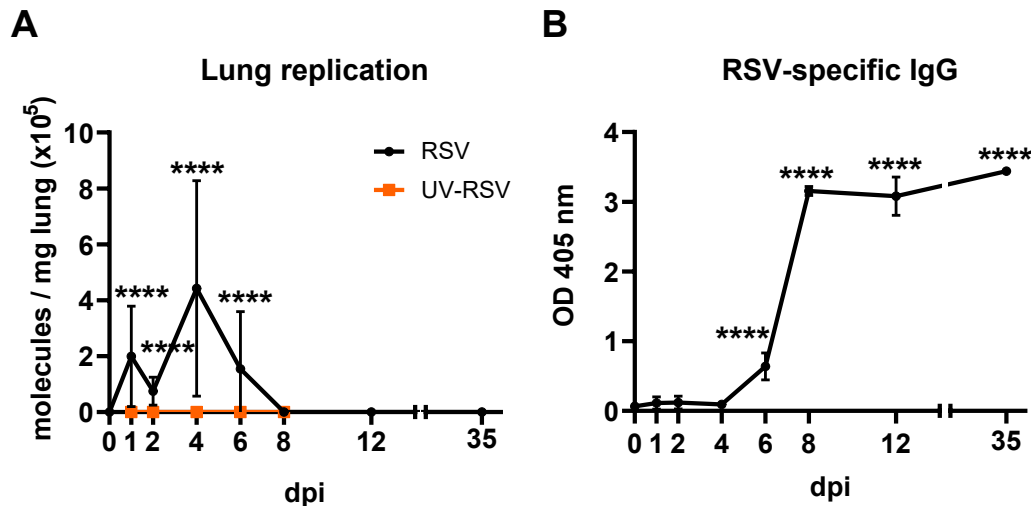 A
Lung replication
molecules / mg lung (x10⁵)
10
8
6
4
2
0
****
****
****
****
RSV
UV-RSV
0 1 2 4 6 8 12 35
dpi
B
RSV-specific IgG
OD 405 nm
4
3
2
1
0
****
****
****
****
0 1 2 4 6 8 12 35
dpi